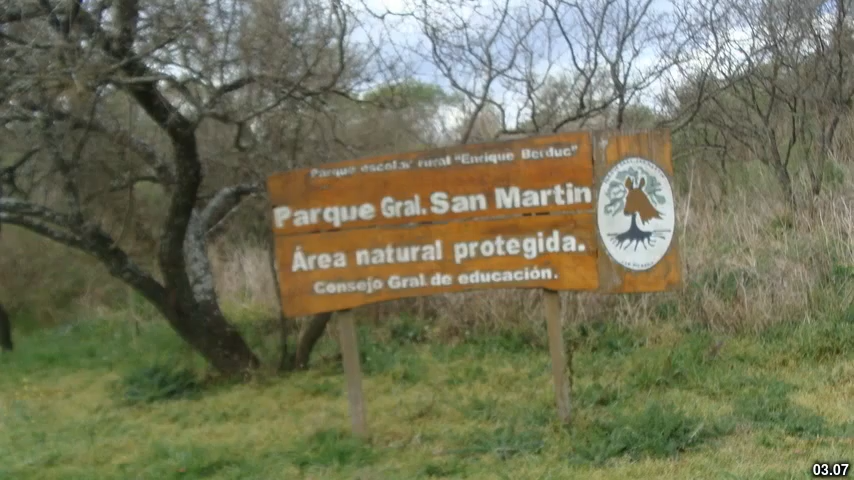 Parque escolar rural "Enrique Berduc"
Parque Gral. San Martin
Área natural protegida.
Consejo Gral. de educación.
03.07